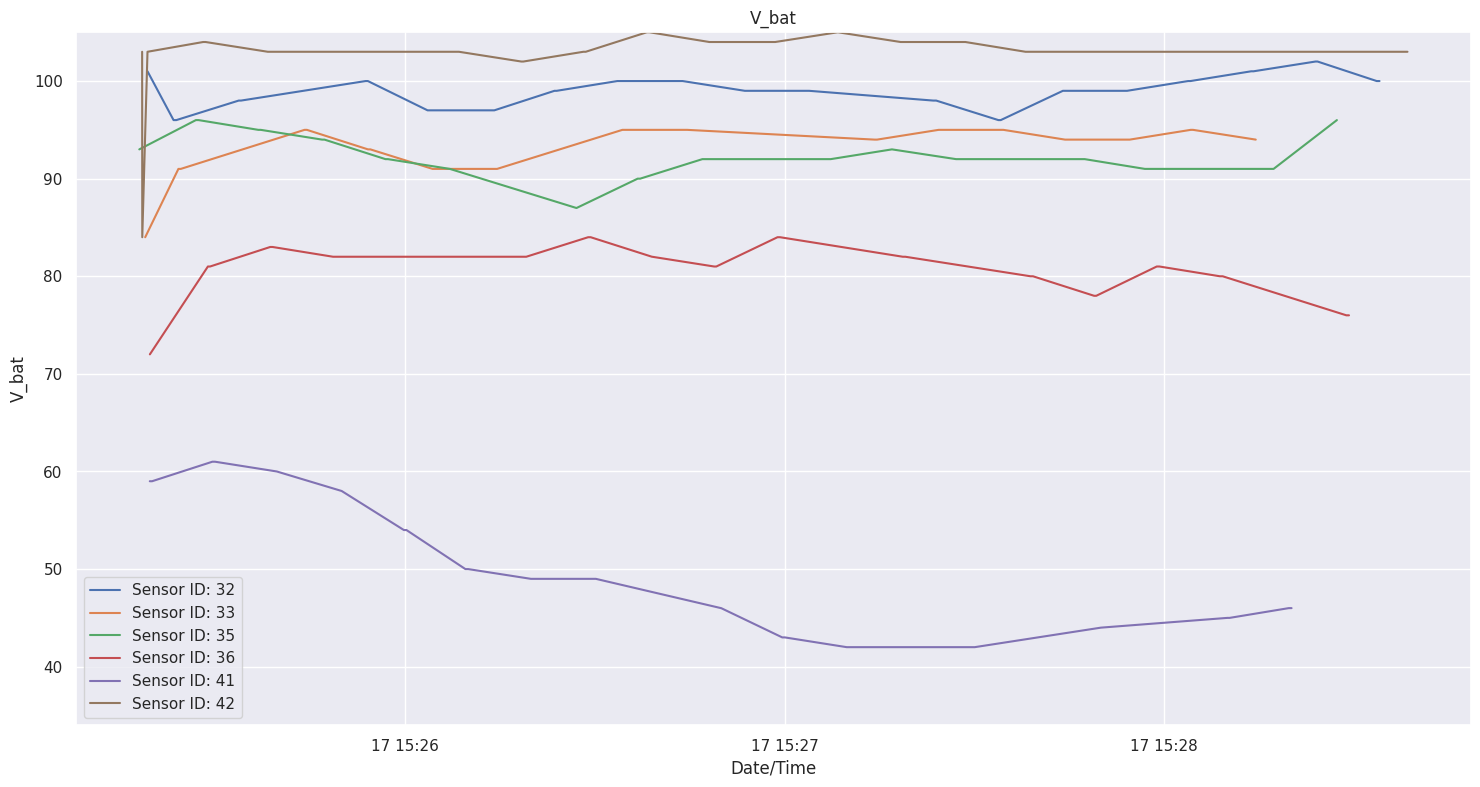 V_bat
100
90
80
70
60
50
40
V_bat
Sensor ID: 32
Sensor ID: 33
Sensor ID: 35
Sensor ID: 36
Sensor ID: 41
Sensor ID: 42
17 15:26
17 15:27
17 15:28
Date/Time